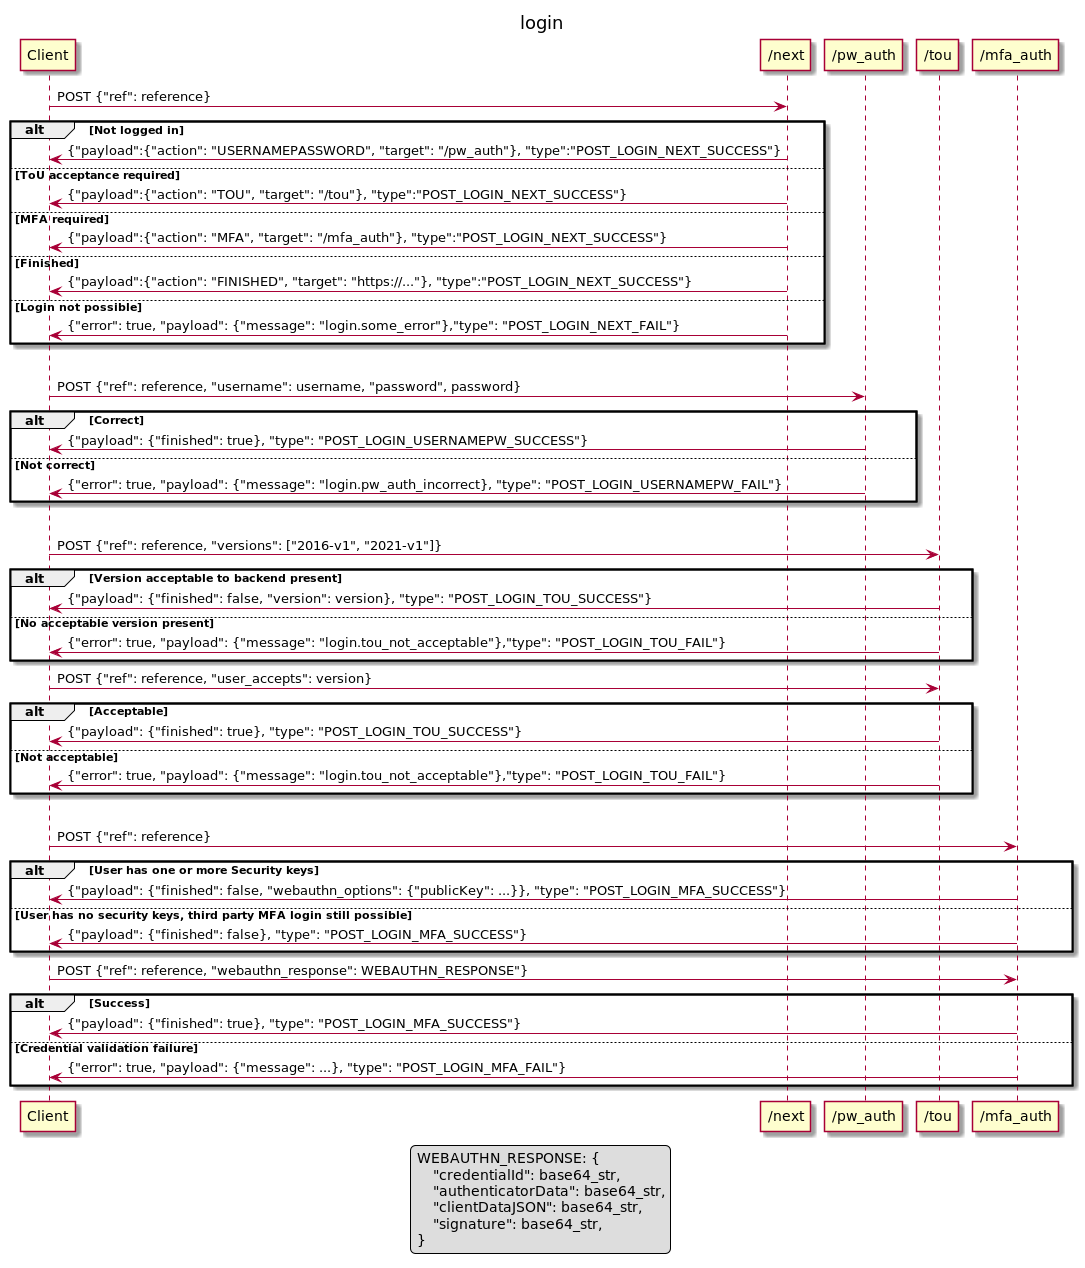 login
Client /next /pw_auth /tou /mfa_auth
POST {"ref": reference}
alt [Not logged in]
{"payload":{"action": "USERNAMEPASSWORD", "target": "/pw_auth"}, "type":"POST_LOGIN_NEXT_SUCCESS"}
[ToU acceptance required]
{"payload":{"action": "TOU", "target": "/tou"}, "type":"POST_LOGIN_NEXT_SUCCESS"}
[MFA required]
{"payload":{"action": "MFA", "target": "/mfa_auth"}, "type":"POST_LOGIN_NEXT_SUCCESS"}
[Finished]
{"payload":{"action": "FINISHED", "target": "https://..."}, "type":"POST_LOGIN_NEXT_SUCCESS"}
[Login not possible]
{"error": true, "payload": {"message": "login.some_error"},"type": "POST_LOGIN_NEXT_FAIL"}
POST {"ref": reference, "username": username, "password", password}
alt [Correct]
{"payload": {"finished": true}, "type": "POST_LOGIN_USERNAMEPW_SUCCESS"}
[Not correct]
{"error": true, "payload": {"message": "login.pw_auth_incorrect}, "type": "POST_LOGIN_USERNAMEPW_FAIL"}
POST {"ref": reference, "versions": ["2016-v1", "2021-v1"]}
alt [Version acceptable to backend present]
{"payload": {"finished": false, "version": version}, "type": "POST_LOGIN_TOU_SUCCESS"}
[No acceptable version present]
{"error": true, "payload": {"message": "login.tou_not_acceptable"},"type": "POST_LOGIN_TOU_FAIL"}
POST {"ref": reference, "user_accepts": version}
alt [Acceptable]
{"payload": {"finished": true}, "type": "POST_LOGIN_TOU_SUCCESS"}
[Not acceptable]
{"error": true, "payload": {"message": "login.tou_not_acceptable"},"type": "POST_LOGIN_TOU_FAIL"}
POST {"ref": reference}
alt [User has one or more Security keys]
{"payload": {"finished": false, "webauthn_options": {"publicKey": ...}}, "type": "POST_LOGIN_MFA_SUCCESS"}
[User has no security keys, third party MFA login still possible]
{"payload": {"finished": false}, "type": "POST_LOGIN_MFA_SUCCESS"}
POST {"ref": reference, "webauthn_response": WEBAUTHN_RESPONSE"}
alt [Success]
{"payload": {"finished": true}, "type": "POST_LOGIN_MFA_SUCCESS"}
[Credential validation failure]
{"error": true, "payload": {"message": ...}, "type": "POST_LOGIN_MFA_FAIL"}
Client /next /pw_auth /tou /mfa_auth
WEBAUTHN_RESPONSE: {
"credentialId": base64_str,
"authenticatorData": base64_str,
"clientDataJSON": base64_str,
"signature": base64_str,
}